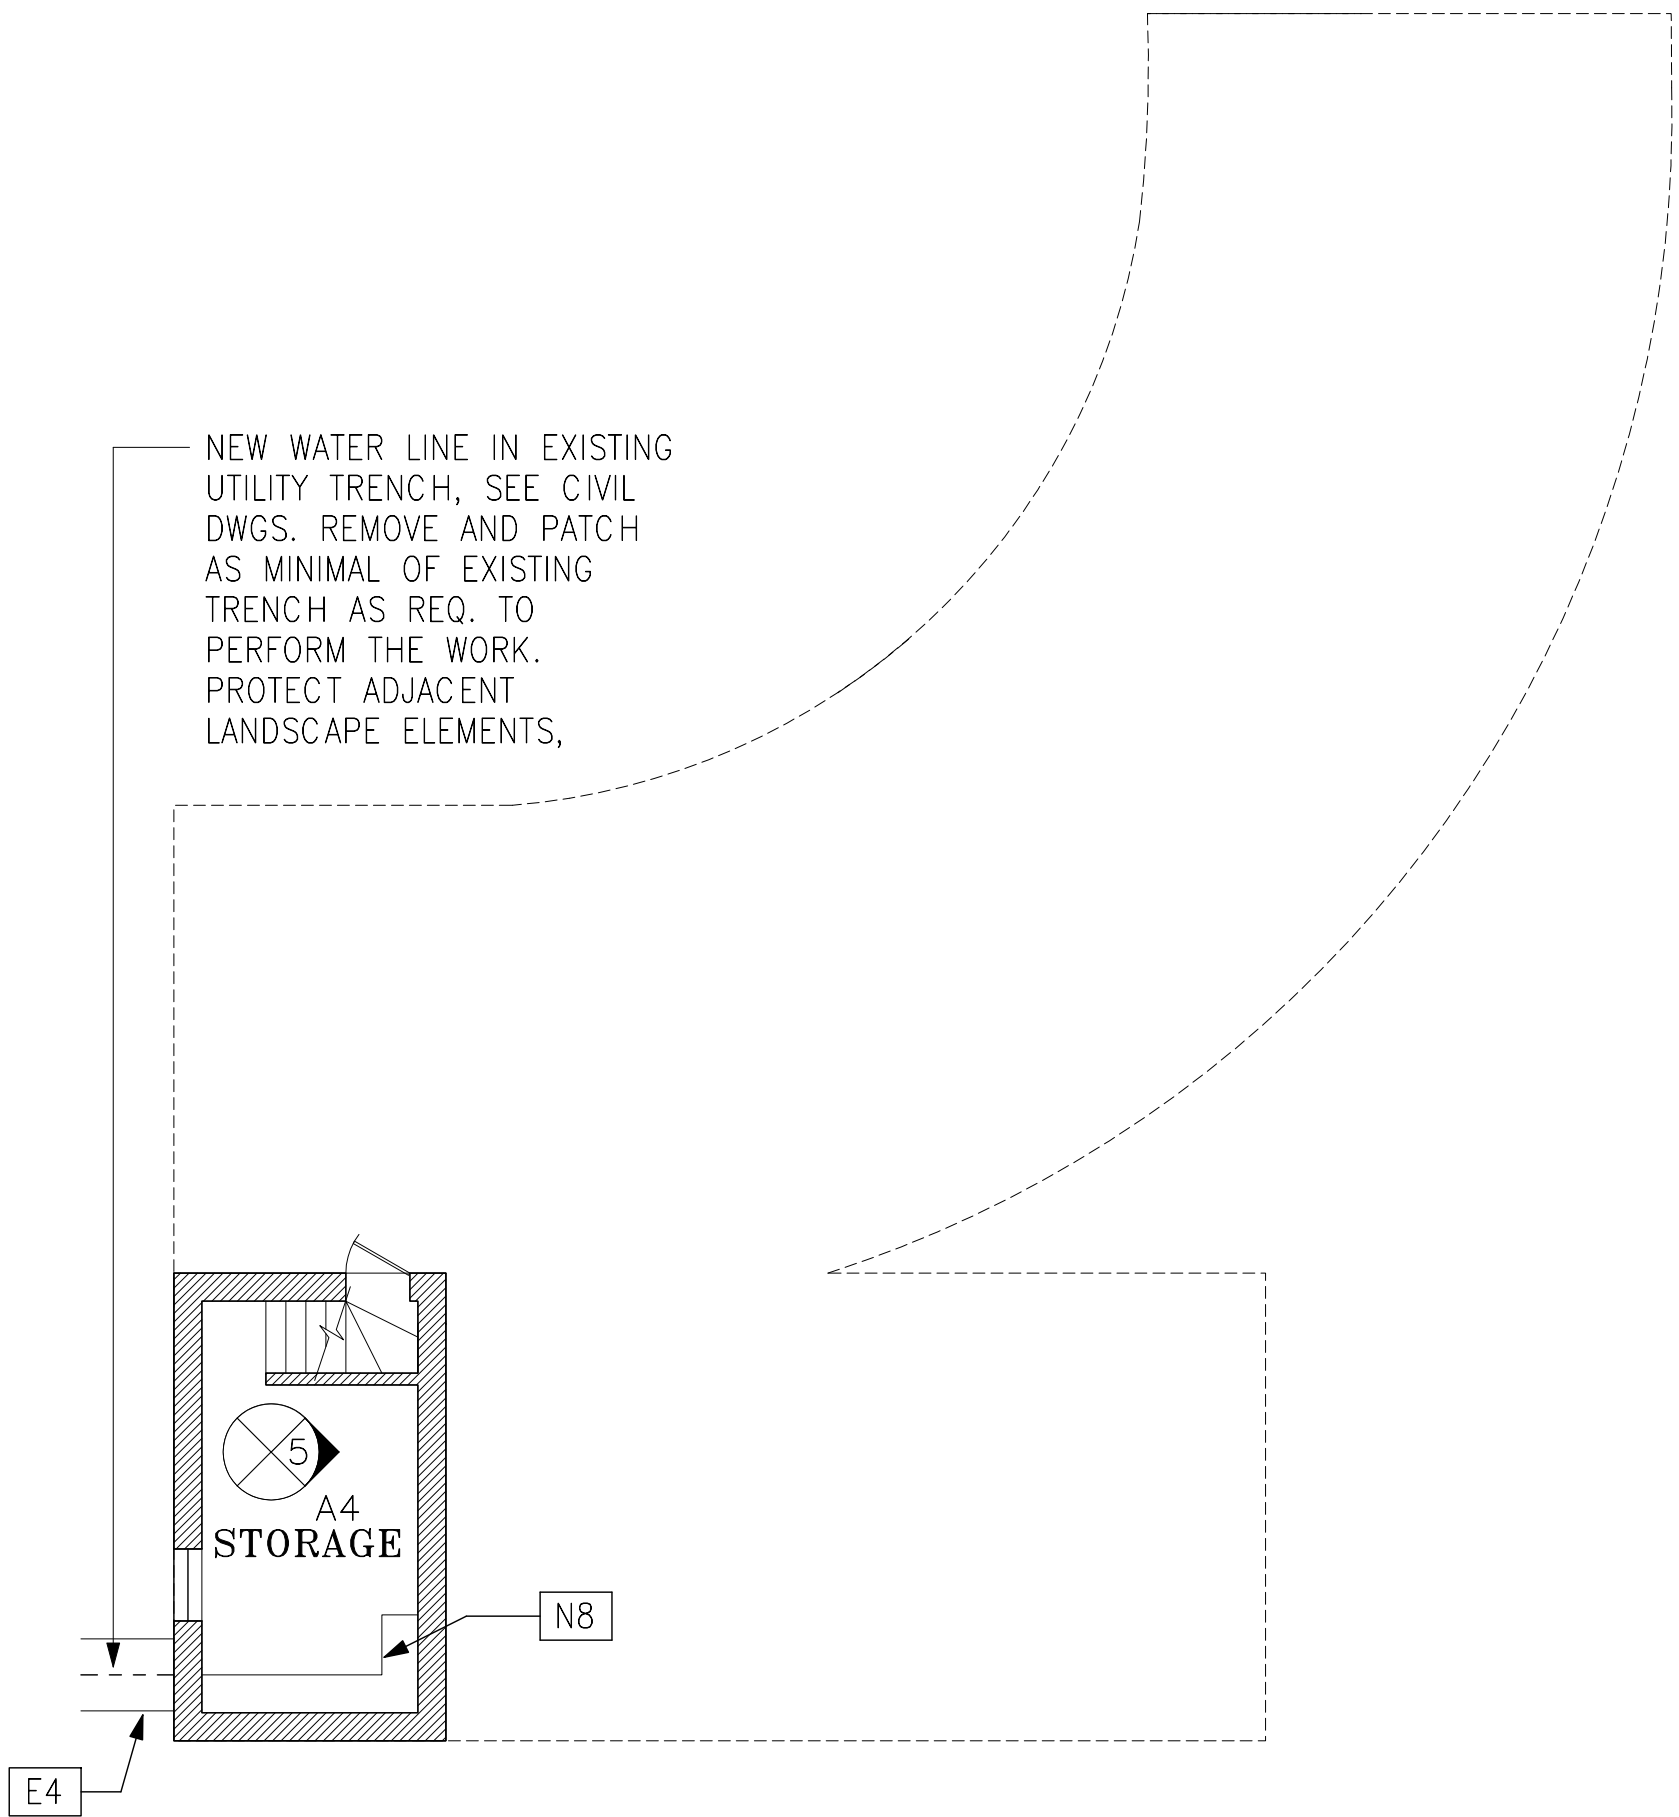 NEW WATER LINE IN EXISTING
UTILITY TRENCH, SEE CIVIL
DWGS. REMOVE AND PATCH
AS MINIMAL OF EXISTING
TRENCH AS REQ. TO
PERFORM THE WORK.
PROTECT ADJACENT
LANDSCAPE ELEMENTS,
5
A4
STORAGE
N8
E4